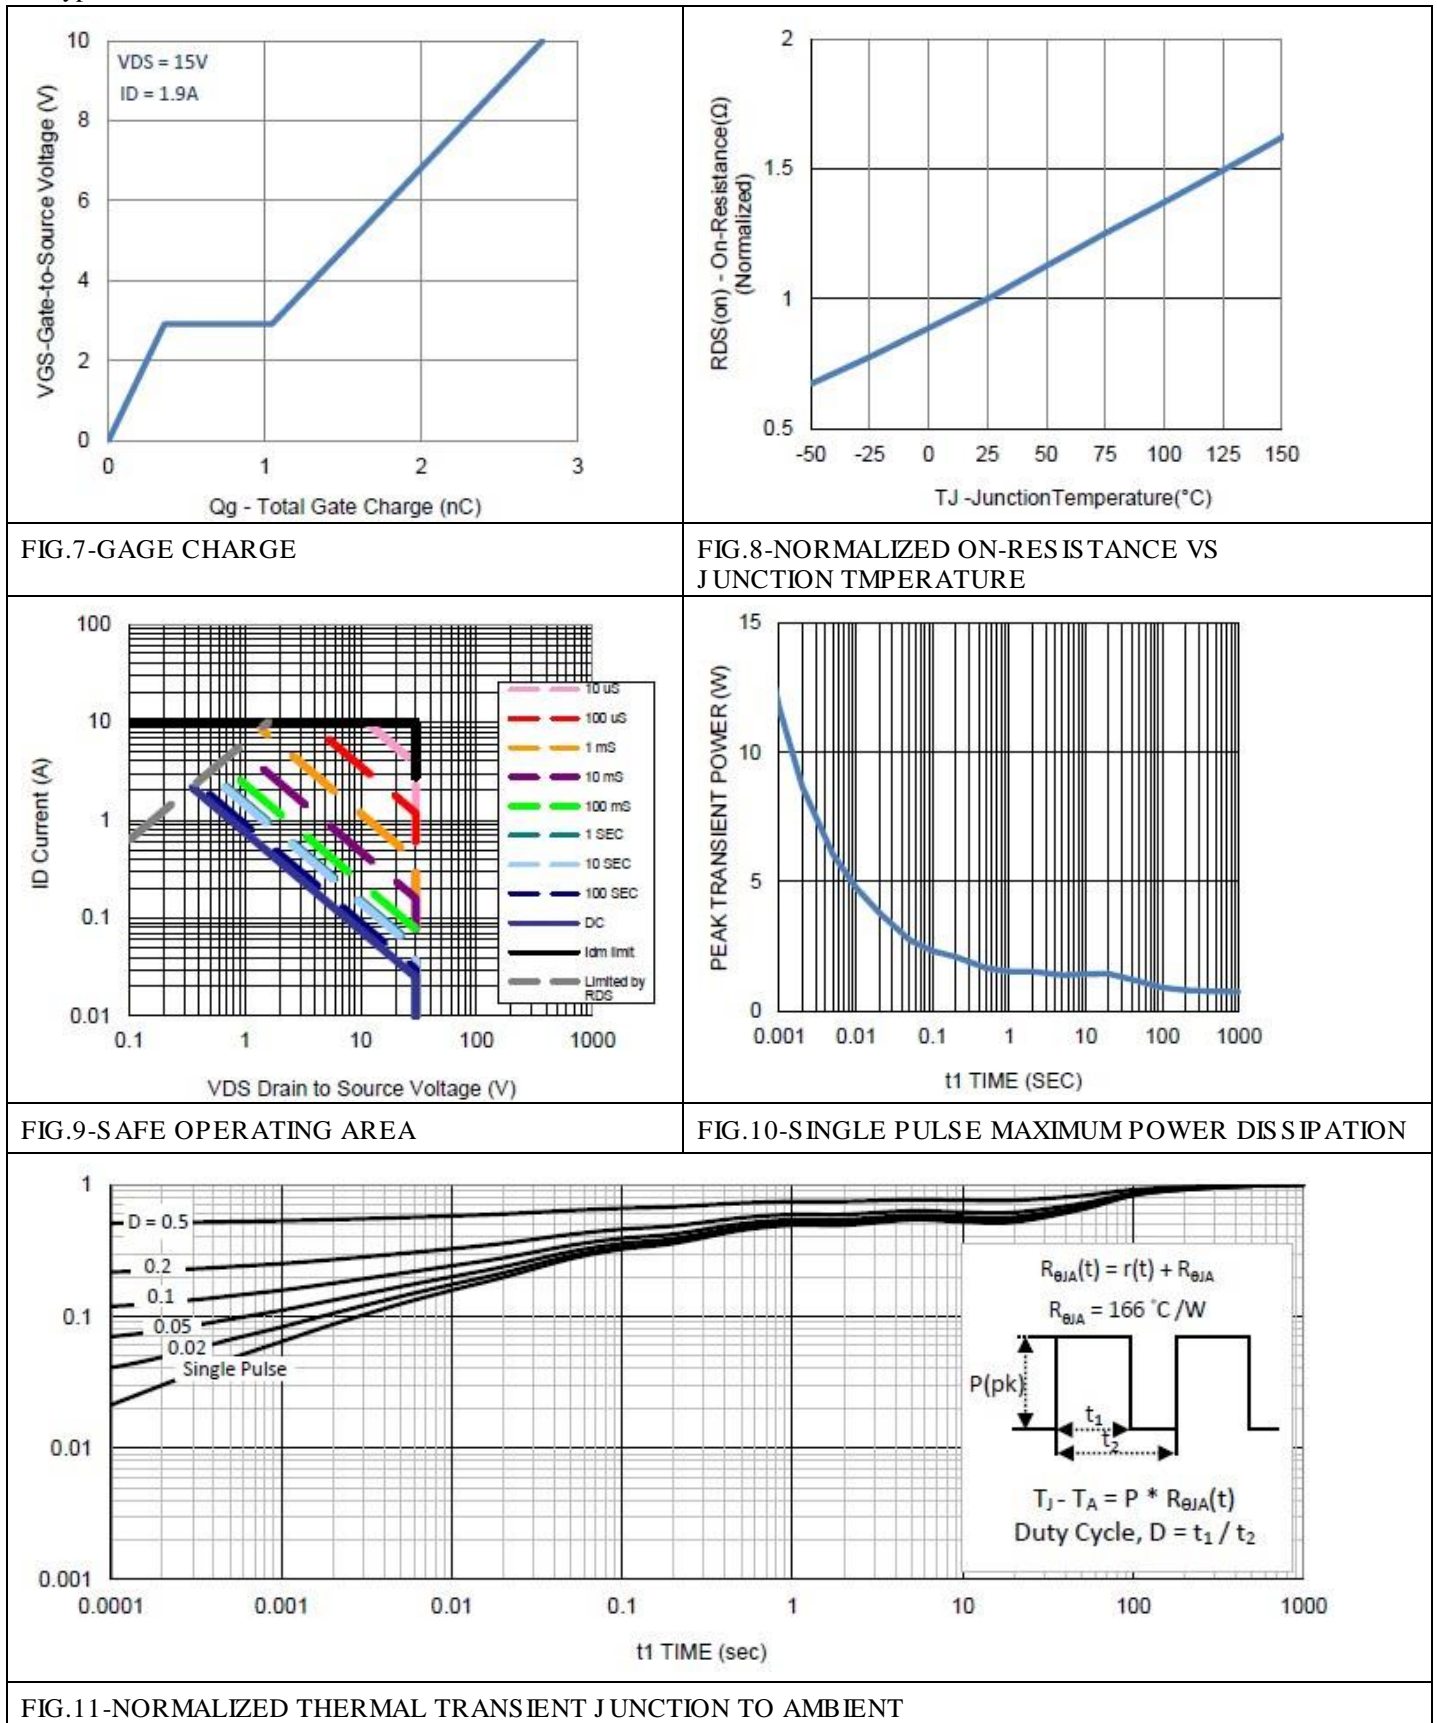 10
8
6
4
2
0
VGS-Gate-to-Source Voltage (V)
VDS = 15V
ID = 1.9A
0 1 2 3
Qg - Total Gate Charge (nC)
2
1.5
1
0.5
RDS(on) - On-Resistance(Ω)
(Normalized)
-50 -25 0 25 50 75 100 125 150
TJ -JunctionTemperature(°C)
FIG.7-GAGE CHARGE
FIG.8-NORMALIZED ON-RESISTANCE VS
JUNCTION TMPERATURE
100
10
1
0.1
0.01
ID Current (A)
10 uS
100 uS
1 mS
10 mS
100 mS
1 SEC
10 SEC
100 SEC
DC
Idm limit
Limited by
RDS
0.1 1 10 100 1000
VDS Drain to Source Voltage (V)
15
10
5
0
PEAK TRANSIENT POWER (W)
0.001 0.01 0.1 1 10 100 1000
t1 TIME (SEC)
FIG.9-SAFE OPERATING AREA
FIG.10-SINGLE PULSE MAXIMUM POWER DISSIPATION
1
0.1
0.01
0.001
D = 0.5
0.2
0.1
0.05
0.02
Single Pulse
RθJA(t) = r(t) + RθJA
RθJA = 166 °C/W
P(pk)
t1
t2
TJ - TA = P * RθJA(t)
Duty Cycle, D = t1 / t2
0.0001 0.001 0.01 0.1 1 10 100 1000
t1 TIME (sec)
FIG.11-NORMALIZED THERMAL TRANSIENT JUNCTION TO AMBIENT